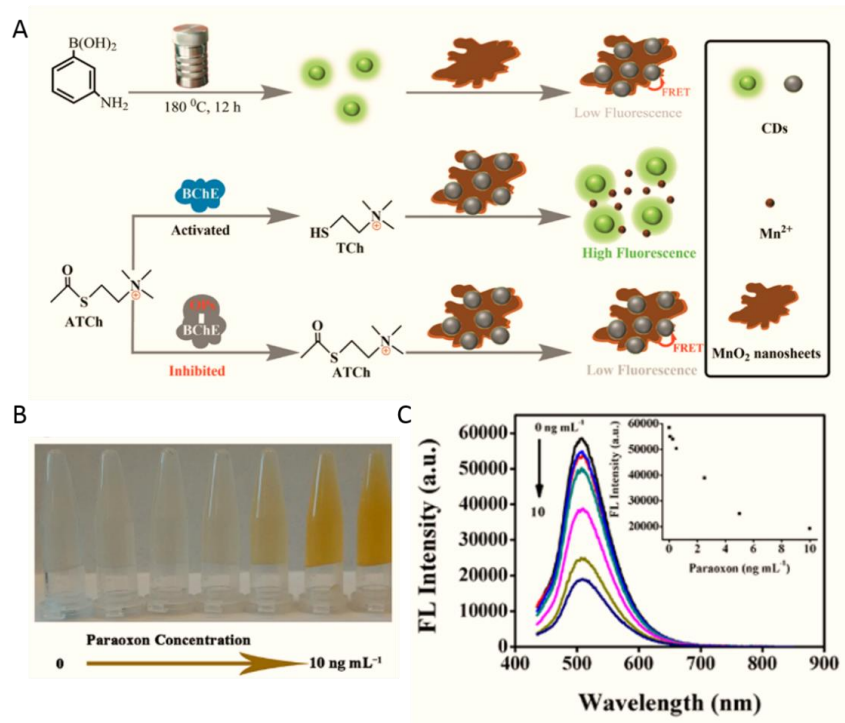 A
B(OH)2
NH2
180 ⁰C, 12 h
FRET
Low Fluorescence
CDs
BChE
Activated
HS
N
⊕
TCh
High Fluorescence
Mn²⁺
O
S
N
⊕
ATCh
OPs
BChE
Inhibited
O
S
N
⊕
ATCh
FRET
Low Fluorescence
MnO₂ nanosheets
B
Paraoxon Concentration
0
10 ng mL⁻¹
C
FL Intensity (a.u.)
60000
50000
40000
30000
20000
10000
0
400 500 600 700 800 900
Wavelength (nm)
0 ng mL⁻¹
10
FL Intensity (a.u.)
60000
50000
40000
30000
20000
0 2 4 6 8 10
Paraoxon (ng mL⁻¹)